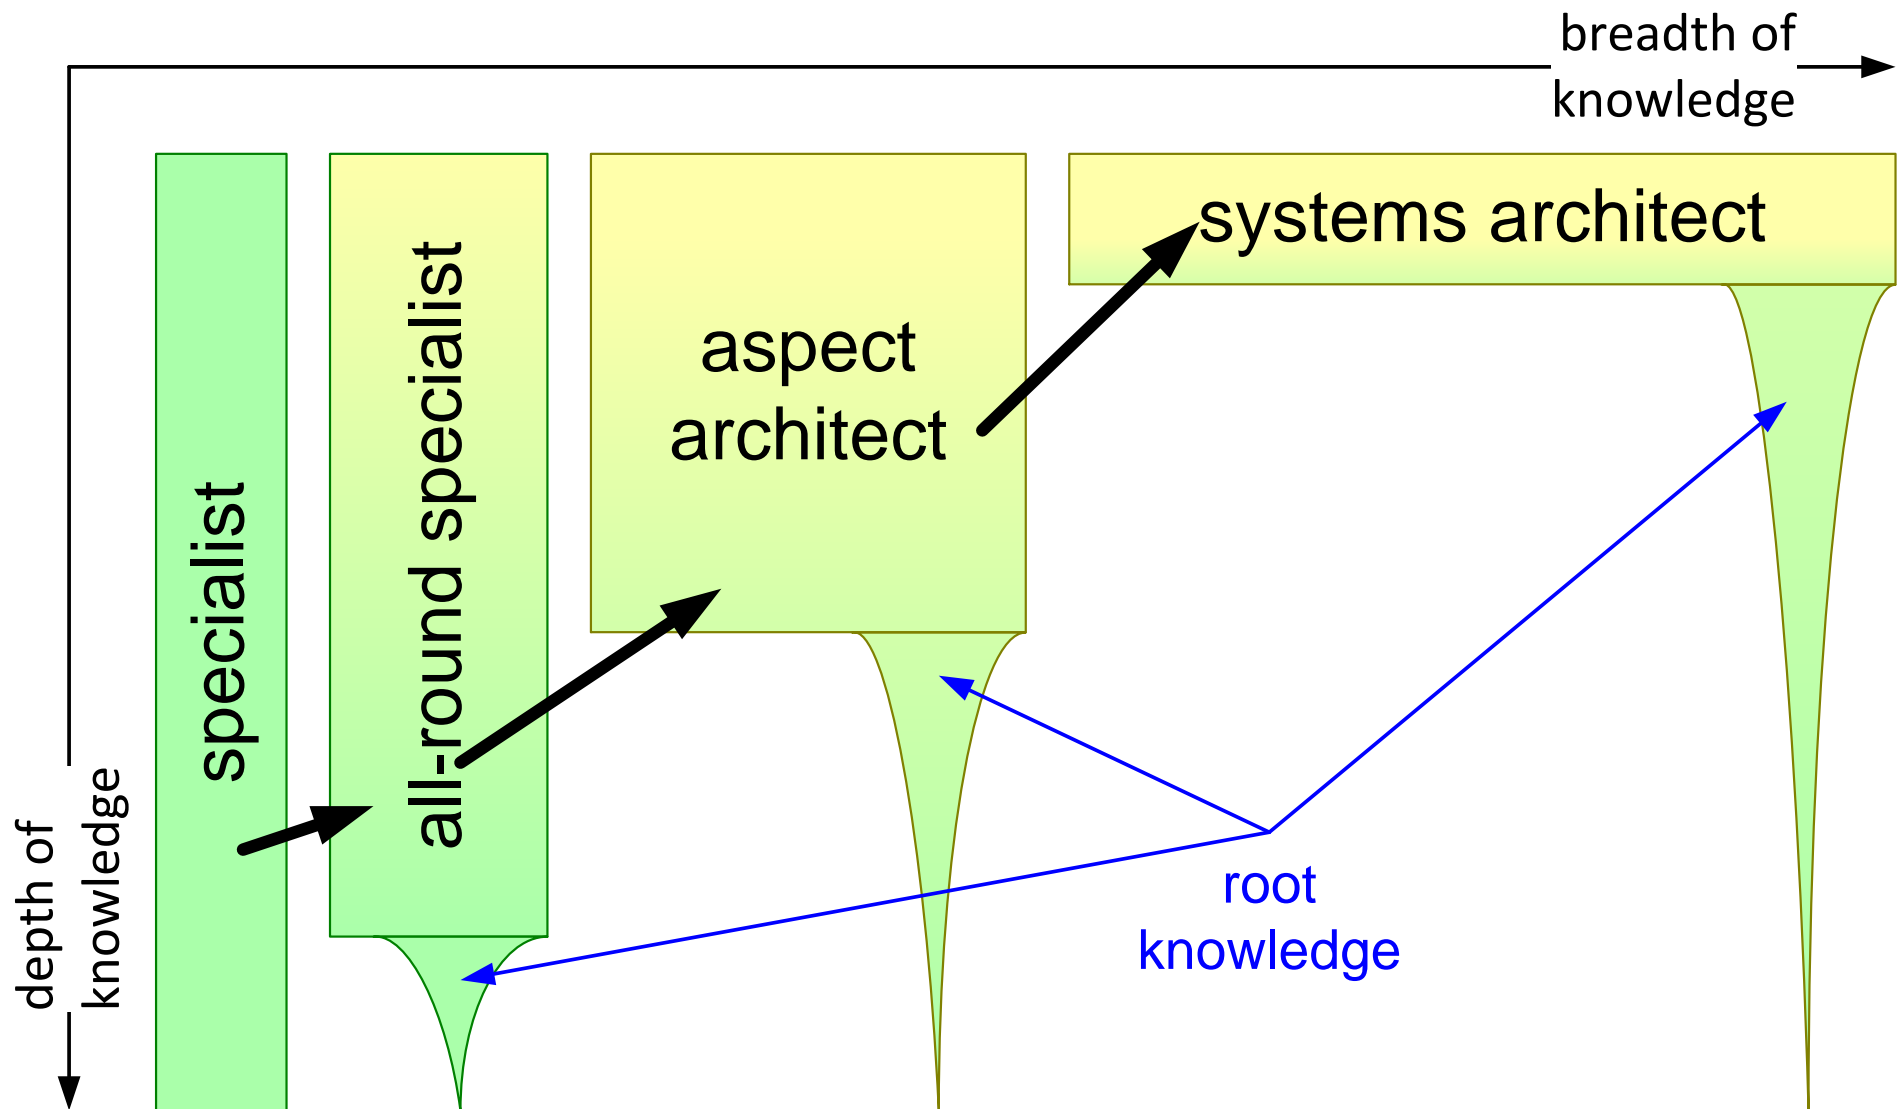 breadth of
knowledge
systems architect
aspect
architect
all-round specialist
specialist
depth of
knowledge
root
knowledge